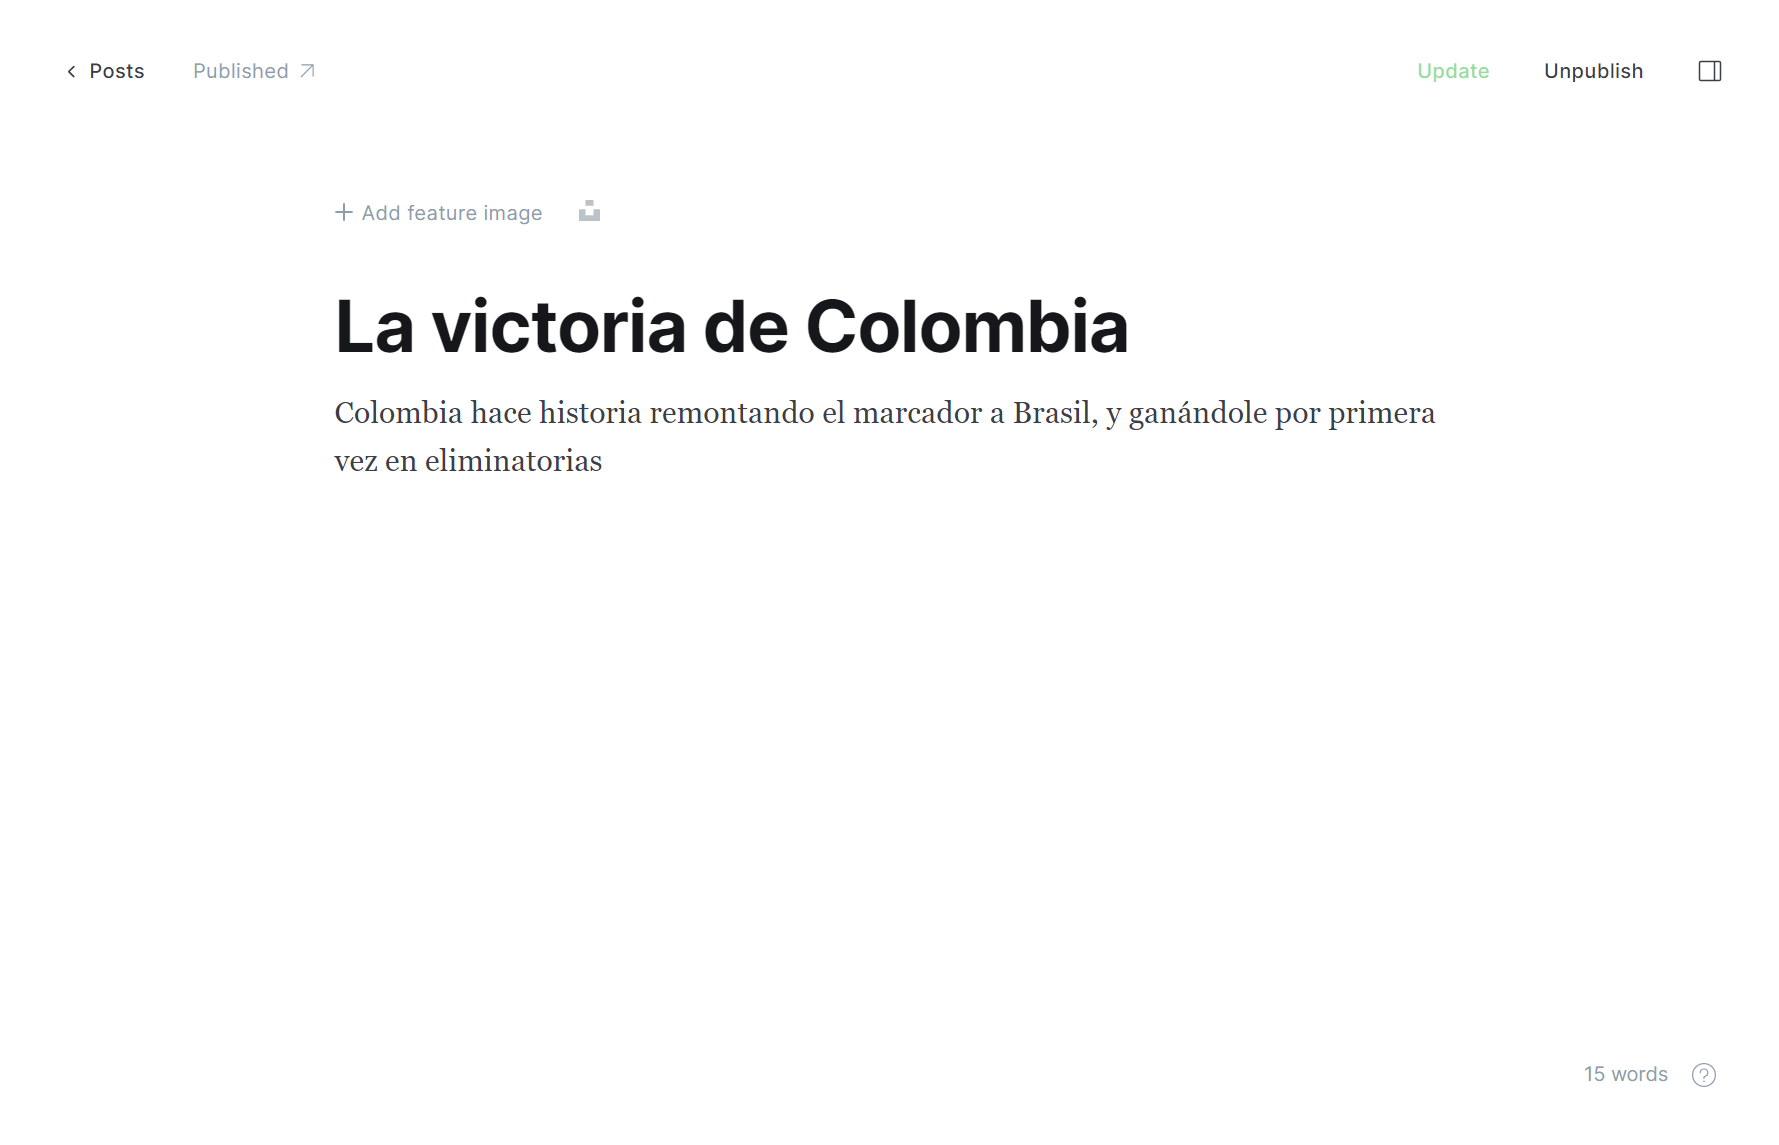 Posts
Published
Update
Unpublish
Add feature image
La victoria de Colombia
Colombia hace historia remontando el marcador a Brasil, y ganándole por primera
vez en eliminatorias
15 words
?